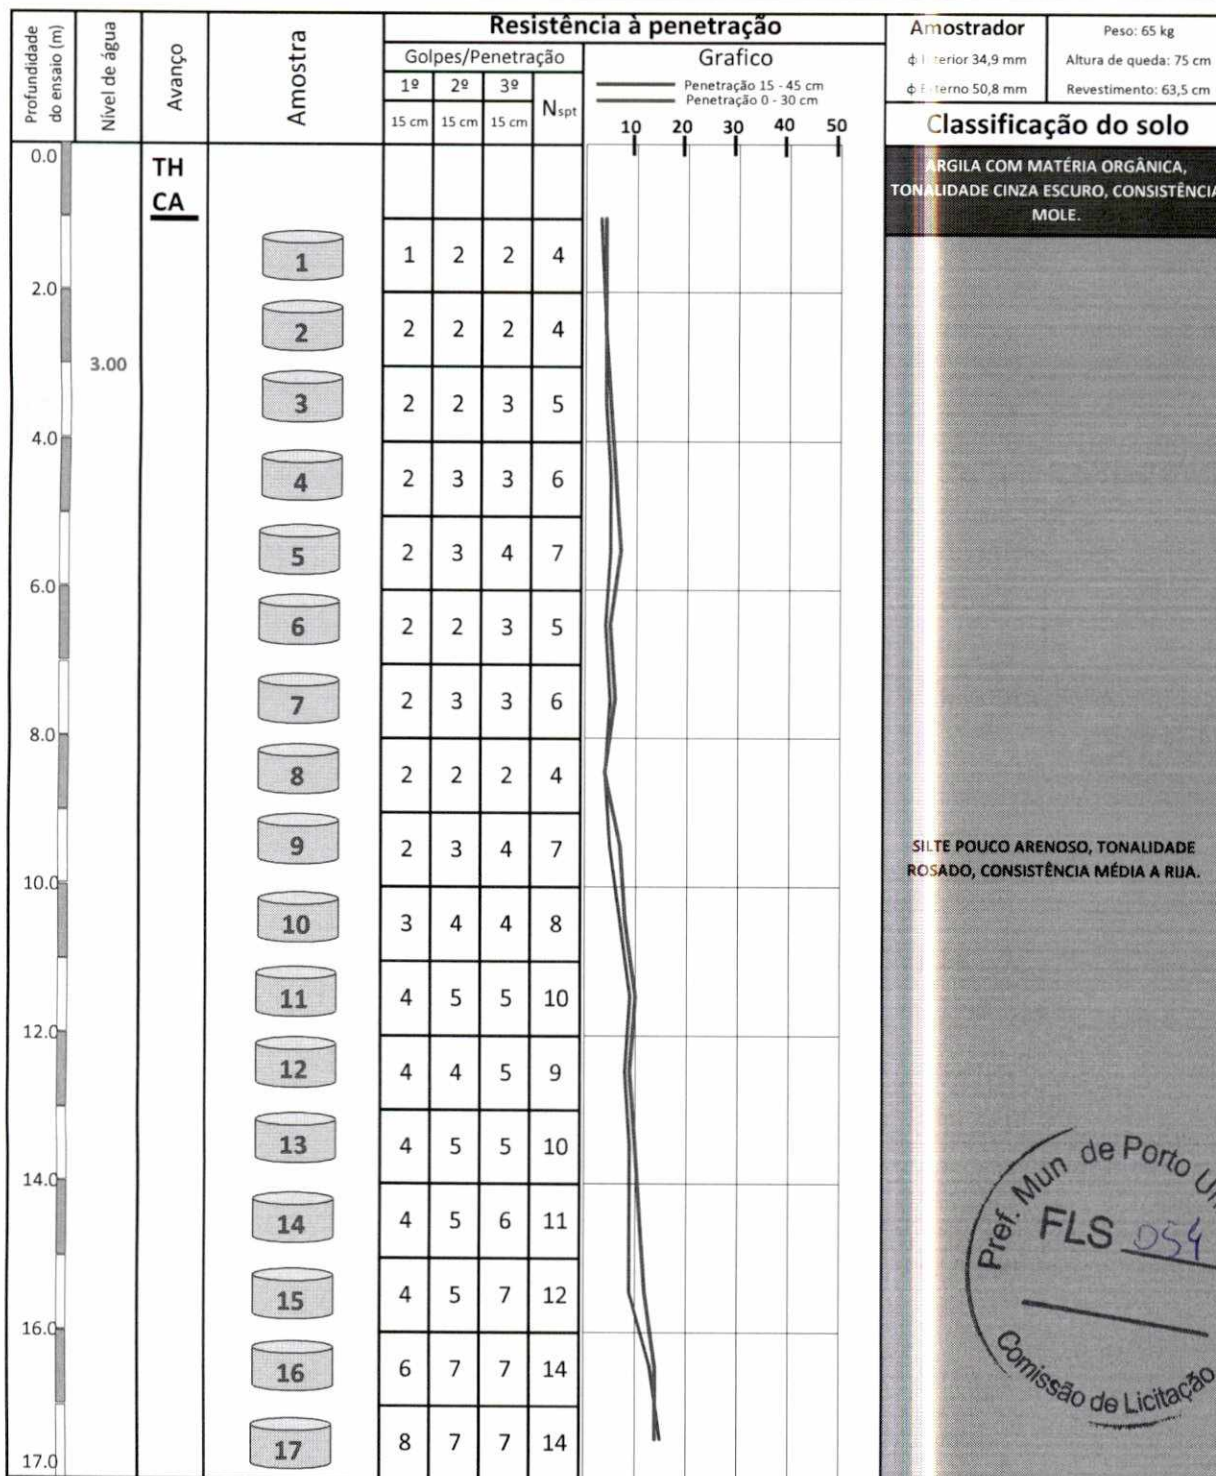 Profundidade
do ensaio (m)
Nível de água
Avanço
Amostra
Resistência à penetração
Golpes/Penetração
1º
2º
3º
Nspt
15 cm
15 cm
15 cm
Grafico
Penetração 15 - 45 cm
Penetração 0 - 30 cm
10 20 30 40 50
Amostrador
34,9 mm
50,8 mm
Peso: 65 kg
Altura de queda: 75 cm
Revestimento: 63,5 cm
Classificação do solo
0.0
TH
CA
ARGILA COM MATÉRIA ORGÂNICA,
TONALIDADE CINZA ESCURO, CONSISTÊNCIA
MOLE.
1 1 2 2 4
2.0
2 2 2 2 4
3.00
3 2 2 3 5
4.0
4 2 3 3 6
5 2 3 4 7
6.0
6 2 2 3 5
7 2 3 3 6
8.0
8 2 2 2 4
9 2 3 4 7
SILTE POUCO ARENOSO, TONALIDADE
ROSADO, CONSISTÊNCIA MÉDIA A RIJA.
10.0
10 3 4 4 8
11 4 5 5 10
12.0
12 4 4 5 9
13 4 5 5 10
14.0
14 4 5 6 11
15 4 5 7 12
16.0
16 6 7 7 14
17 8 7 7 14
17.0
Pref. Mun de Porto
FLS 054
Comissão de Licitação